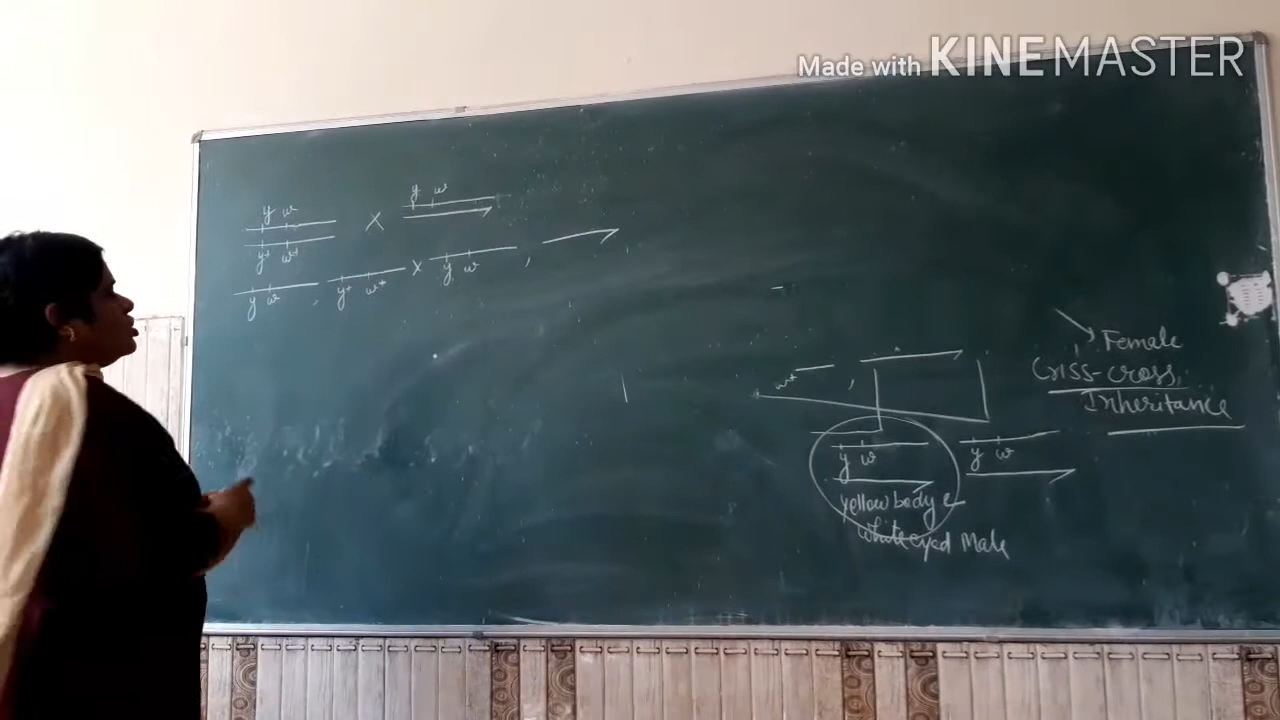 Made with KINEMASTER
y w
y+ w+
X
y w
y w , y+ w+ X y w ,
w+ ,
Female
Criss-cross
Inheritance
y w
y w
yellow body &
white eyed Male